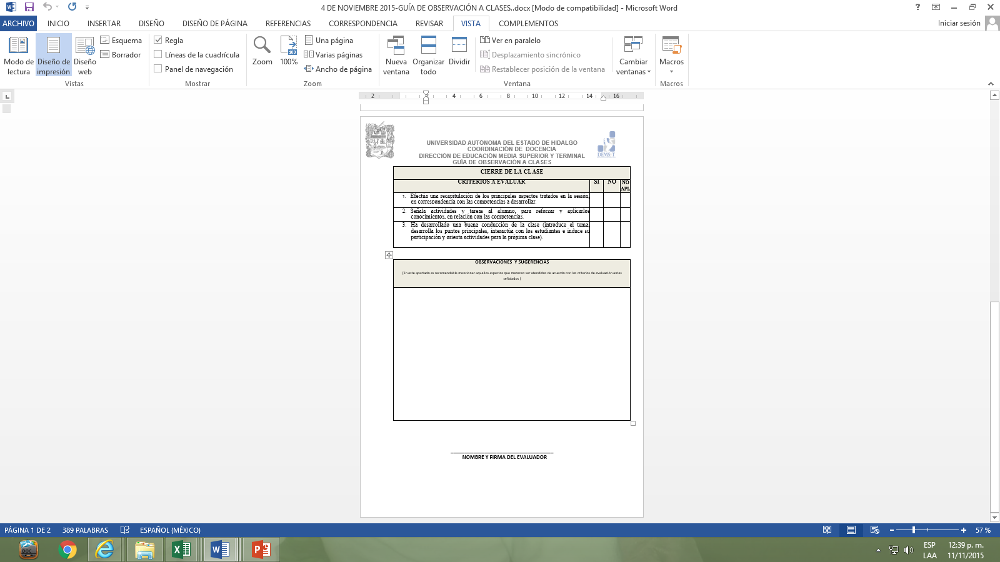 4 DE NOVIEMBRE 2015-GUÍA DE OBSERVACIÓN A CLASES..docx [Modo de compatibilidad] - Microsoft Word
ARCHIVO INICIO INSERTAR DISEÑO DISEÑO DE PÁGINA REFERENCIAS CORRESPONDENCIA REVISAR VISTA COMPLEMENTOS Iniciar sesión
Modo de lectura
Diseño de impresión
Diseño web
Esquema
Borrador
Vistas
Regla
Líneas de la cuadrícula
Panel de navegación
Mostrar
Zoom
100%
100
Una página
Varias páginas
Ancho de página
Zoom
Nueva ventana
Organizar todo
Dividir
Ver en paralelo
Desplazamiento sincrónico
Restablecer posición de la ventana
Ventana
Cambiar ventanas
Macros
Macros
2 4 6 8 10 12 14 16
UNIVERSIDAD AUTÓNOMA DEL ESTADO DE HIDALGO
COORDINACIÓN DE DOCENCIA
DIRECCIÓN DE EDUCACIÓN MEDIA SUPERIOR Y TERMINAL
GUÍA DE OBSERVACIÓN A CLASES
DEMSyT
CIERRE DE LA CLASE
CRITERIOS A EVALUAR SI NO NO APL
1. Efectúa una recapitulación de los principales aspectos tratados en la sesión,
en correspondencia con las competencias a desarrollar.
2. Señala actividades y tareas al alumno, para reforzar y aplicarlos
conocimientos, en relación con las competencias.
3. Ha desarrollado una buena conducción de la clase (introduce el tema,
desarrolla los puntos principales, interactúa con los estudiantes e induce su
participación y orienta actividades para la próxima clase).
OBSERVACIONES Y SUGERENCIAS
(En este apartado es recomendable mencionar aquellos aspectos que merecen ser atendidos de acuerdo con los criterios de evaluación antes
señalados )
NOMBRE Y FIRMA DEL EVALUADOR
PÁGINA 1 DE 2 389 PALABRAS ESPAÑOL (MÉXICO) 57 %
DOC
ESP 12:39 p. m.
LAA 11/11/2015